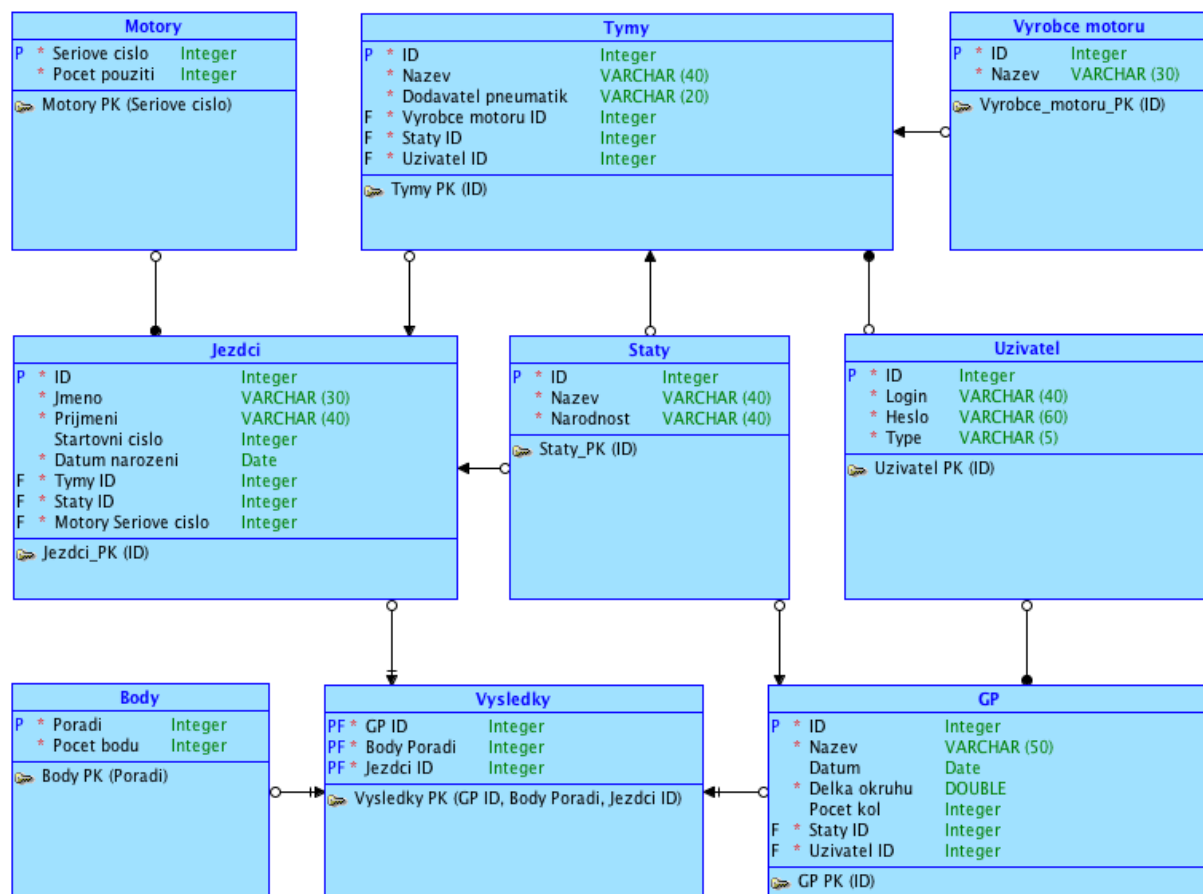 Motory
P * Seriove cislo Integer
* Pocet pouziti Integer
Motory PK (Seriove cislo)
Tymy
P * ID Integer
* Nazev VARCHAR (40)
* Dodavatel pneumatik VARCHAR (20)
F * Vyrobce motoru ID Integer
F * Staty ID Integer
F * Uzivatel ID Integer
Tymy PK (ID)
Vyrobce motoru
P * ID Integer
* Nazev VARCHAR (30)
Vyrobce_motoru_PK (ID)
Jezdci
P * ID Integer
* Jmeno VARCHAR (30)
* Prijmeni VARCHAR (40)
Startovni cislo Integer
* Datum narozeni Date
F * Tymy ID Integer
F * Staty ID Integer
F * Motory Seriove cislo Integer
Jezdci_PK (ID)
Staty
P * ID Integer
* Nazev VARCHAR (40)
* Narodnost VARCHAR (40)
Staty_PK (ID)
Uzivatel
P * ID Integer
* Login VARCHAR (40)
* Heslo VARCHAR (60)
* Type VARCHAR (5)
Uzivatel PK (ID)
Body
P * Poradi Integer
* Pocet bodu Integer
Body PK (Poradi)
Vysledky
PF * GP ID Integer
PF * Body Poradi Integer
PF * Jezdci ID Integer
Vysledky PK (GP ID, Body Poradi, Jezdci ID)
GP
P * ID Integer
* Nazev VARCHAR (50)
Datum Date
* Delka okruhu DOUBLE
Pocet kol Integer
F * Staty ID Integer
F * Uzivatel ID Integer
GP PK (ID)